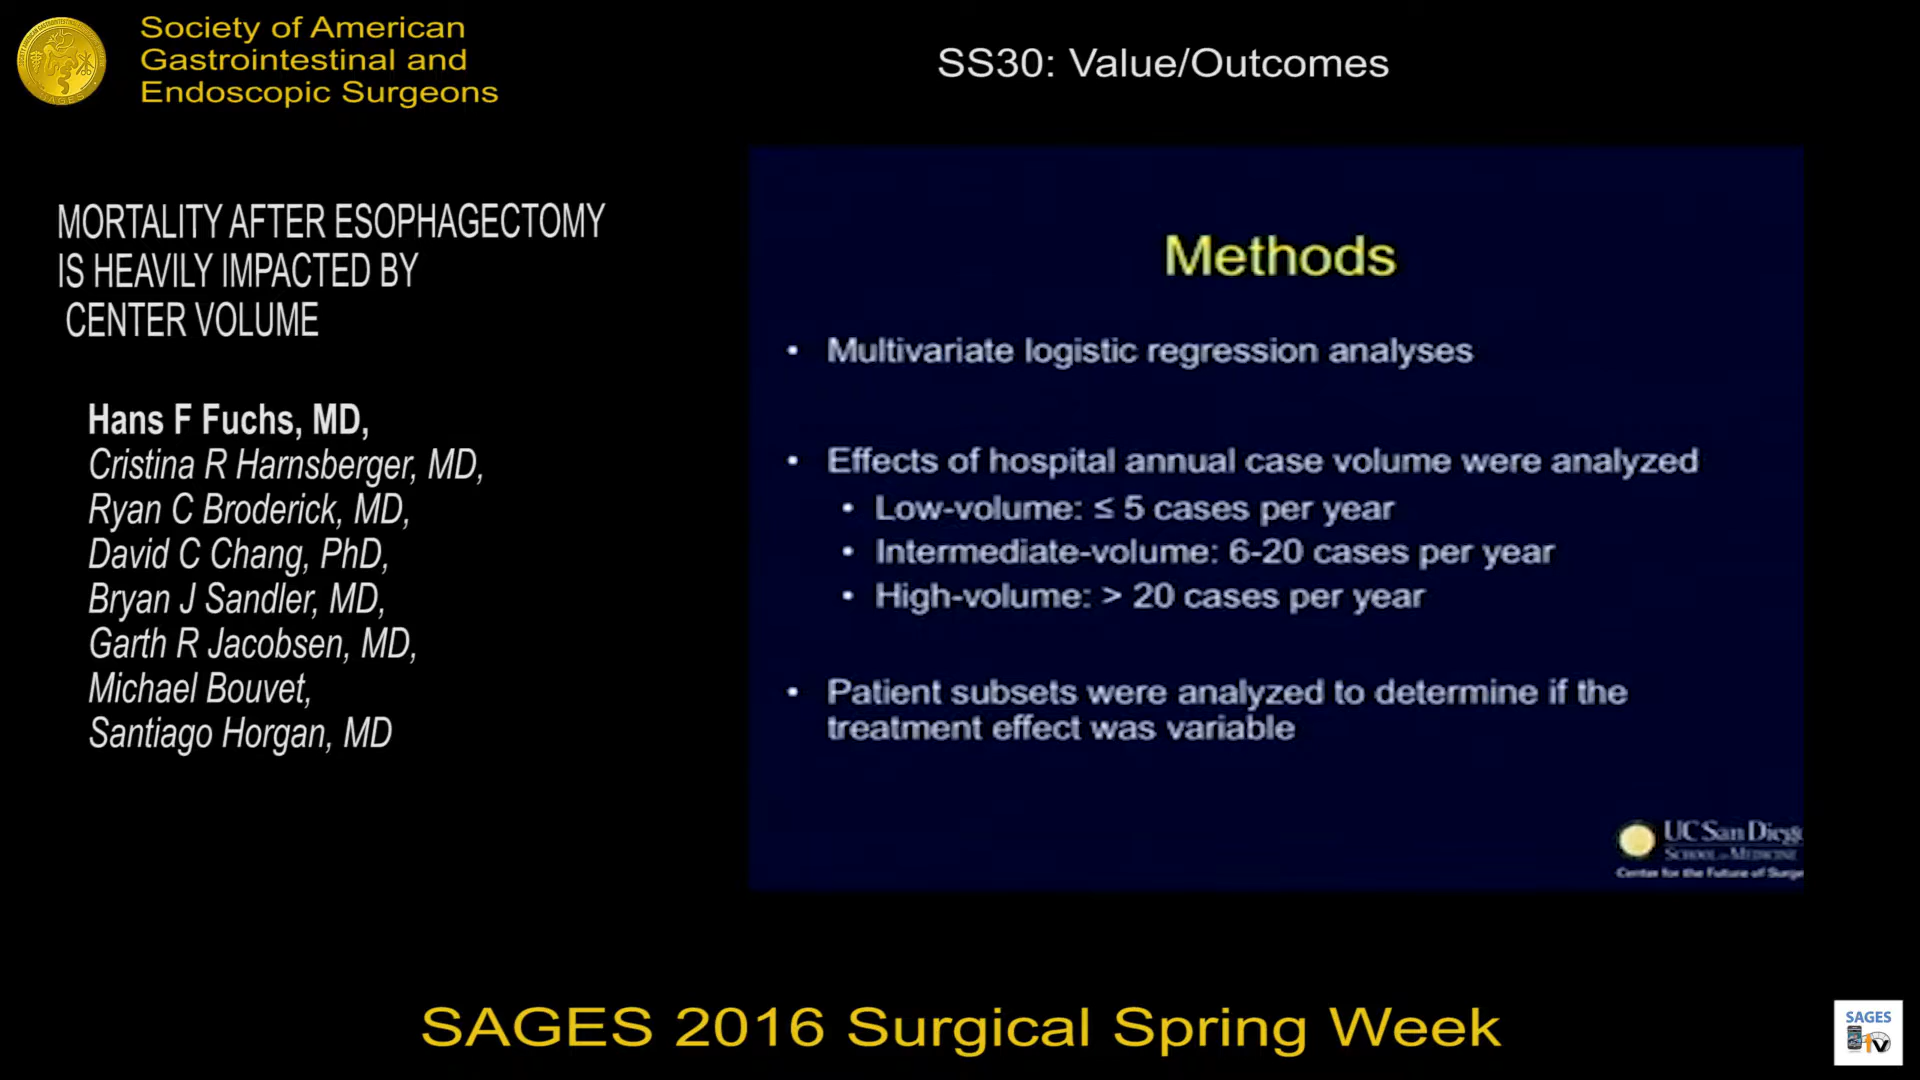 Society of American
Gastrointestinal and
Endoscopic Surgeons
SS30: Value/Outcomes
MORTALITY AFTER ESOPHAGECTOMY
IS HEAVILY IMPACTED BY
CENTER VOLUME
Hans F Fuchs, MD,
Cristina R Harnsberger, MD,
Ryan C Broderick, MD,
David C Chang, PhD,
Bryan J Sandler, MD,
Garth R Jacobsen, MD,
Michael Bouvet,
Santiago Horgan, MD
Methods
• Multivariate logistic regression analyses
• Effects of hospital annual case volume were analyzed
• Low-volume: ≤ 5 cases per year
• Intermediate-volume: 6-20 cases per year
• High-volume: > 20 cases per year
• Patient subsets were analyzed to determine if the
treatment effect was variable
UC San Dieg
SCHOOL OF MEDICINE
Center for the Future of Surge
SAGES 2016 Surgical Spring Week
SAGES
tv